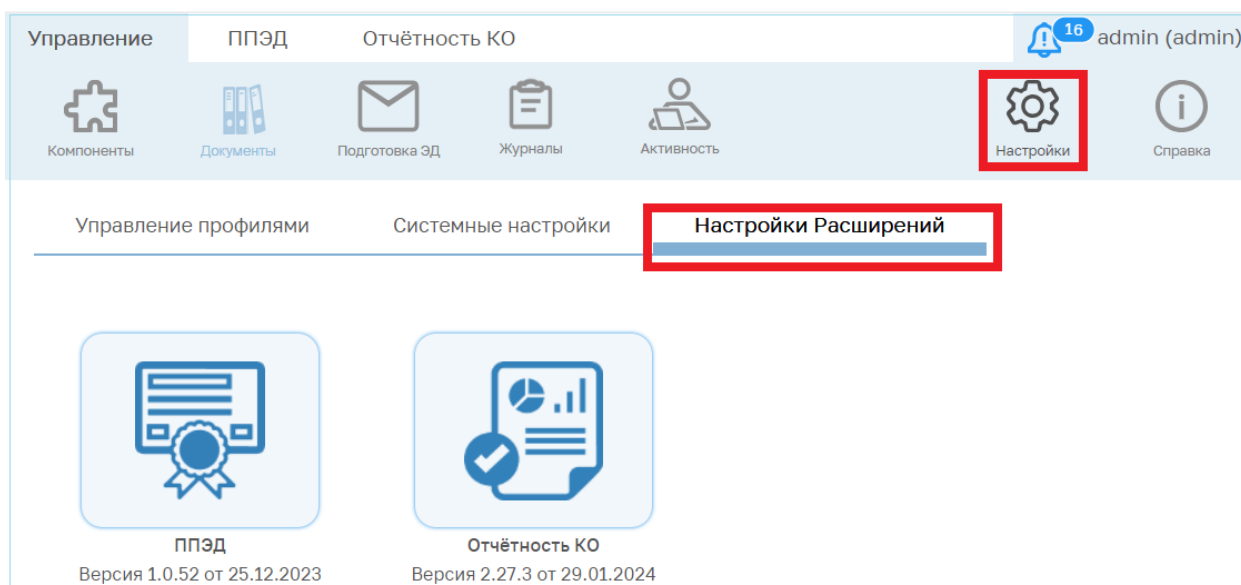 Управление ППЭД Отчётность КО 16 admin (admin)
Компоненты Документы Подготовка ЭД Журналы Активность Настройки Справка
Управление профилями Системные настройки Настройки Расширений
ППЭД Отчётность КО
Версия 1.0.52 от 25.12.2023 Версия 2.27.3 от 29.01.2024